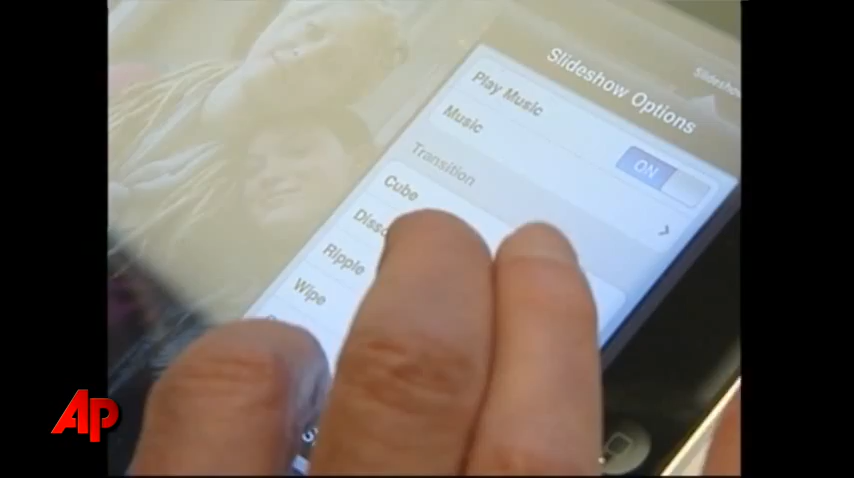 Slideshow Options
Slideshow
Play Music
ON
Music
Transition
Cube
Ripple
Wipe
AP